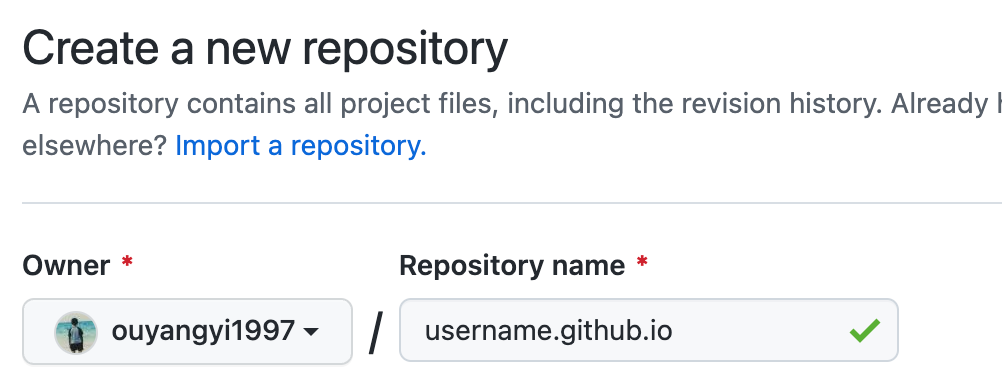 Create a new repository
A repository contains all project files, including the revision history. Already
elsewhere? Import a repository.
Owner *
Repository name *
ouyangyi1997
/
username.github.io